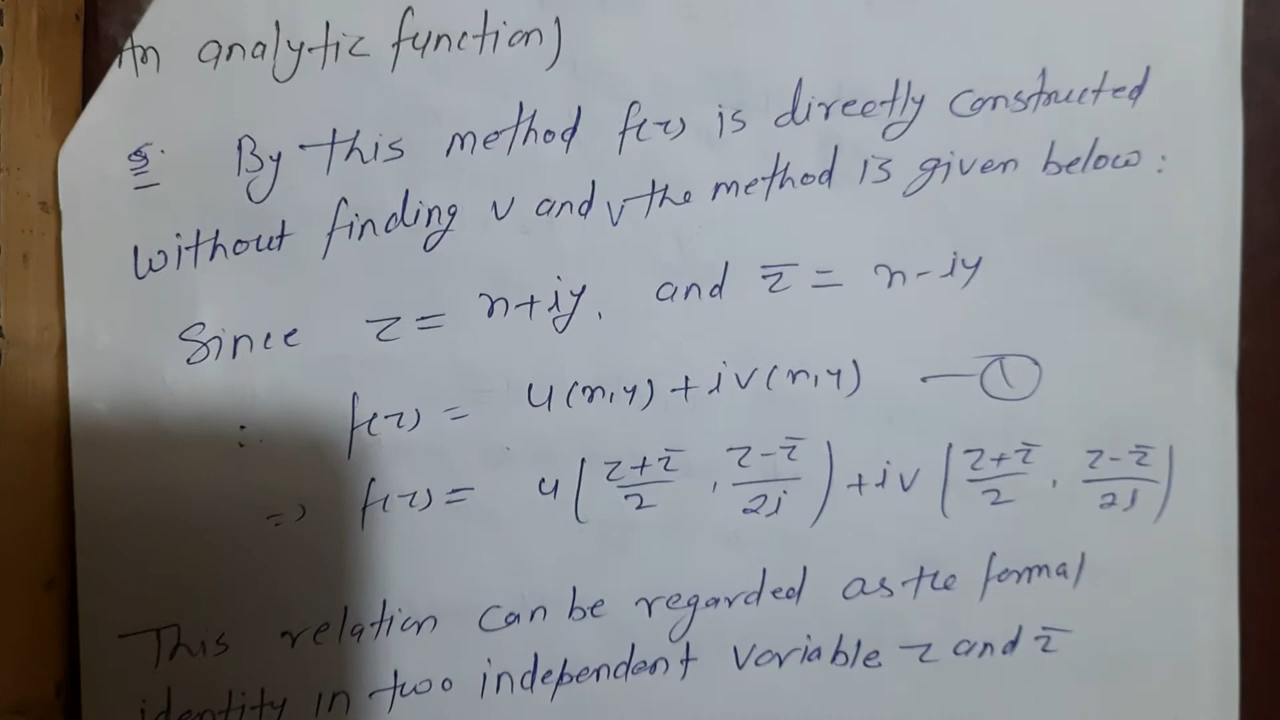 An analytic function)
S: By this method f(z) is directly constructed
without finding v and v the method is given below:
Since z = x+iy, and z̄ = x-iy
∴ f(z) = u(x,y) + iv(x,y) —①
=> f(z) = u((z+z̄)/2, (z-z̄)/2i) + iv((z+z̄)/2, (z-z̄)/2i)
This relation can be regarded as the formal
identity in two independent variable z and z̄